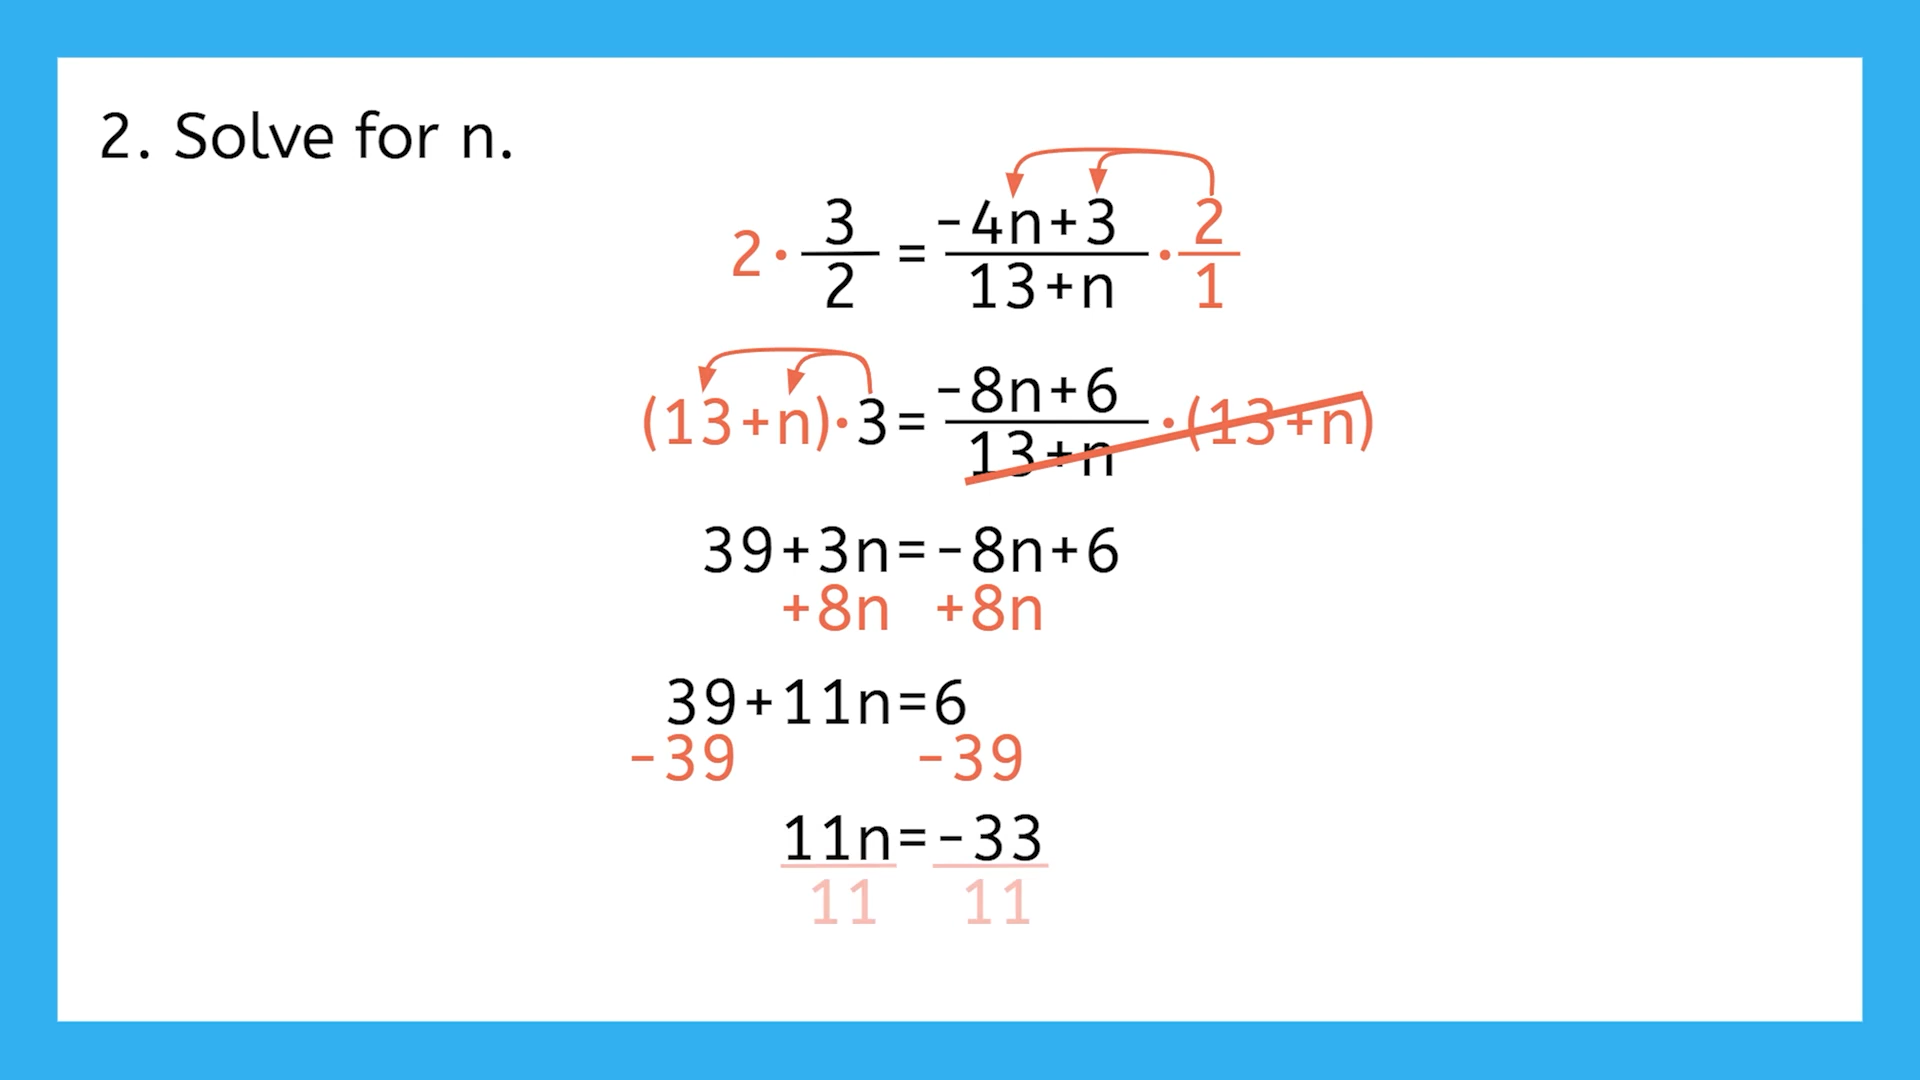 2. Solve for n.
2 · 3/2 = -4n+3/13+n · 2/1
(13+n)·3= -8n+6/13+n · (13+n)
39+3n=-8n+6
+8n +8n
39+11n=6
-39 -39
11n=-33
11 11